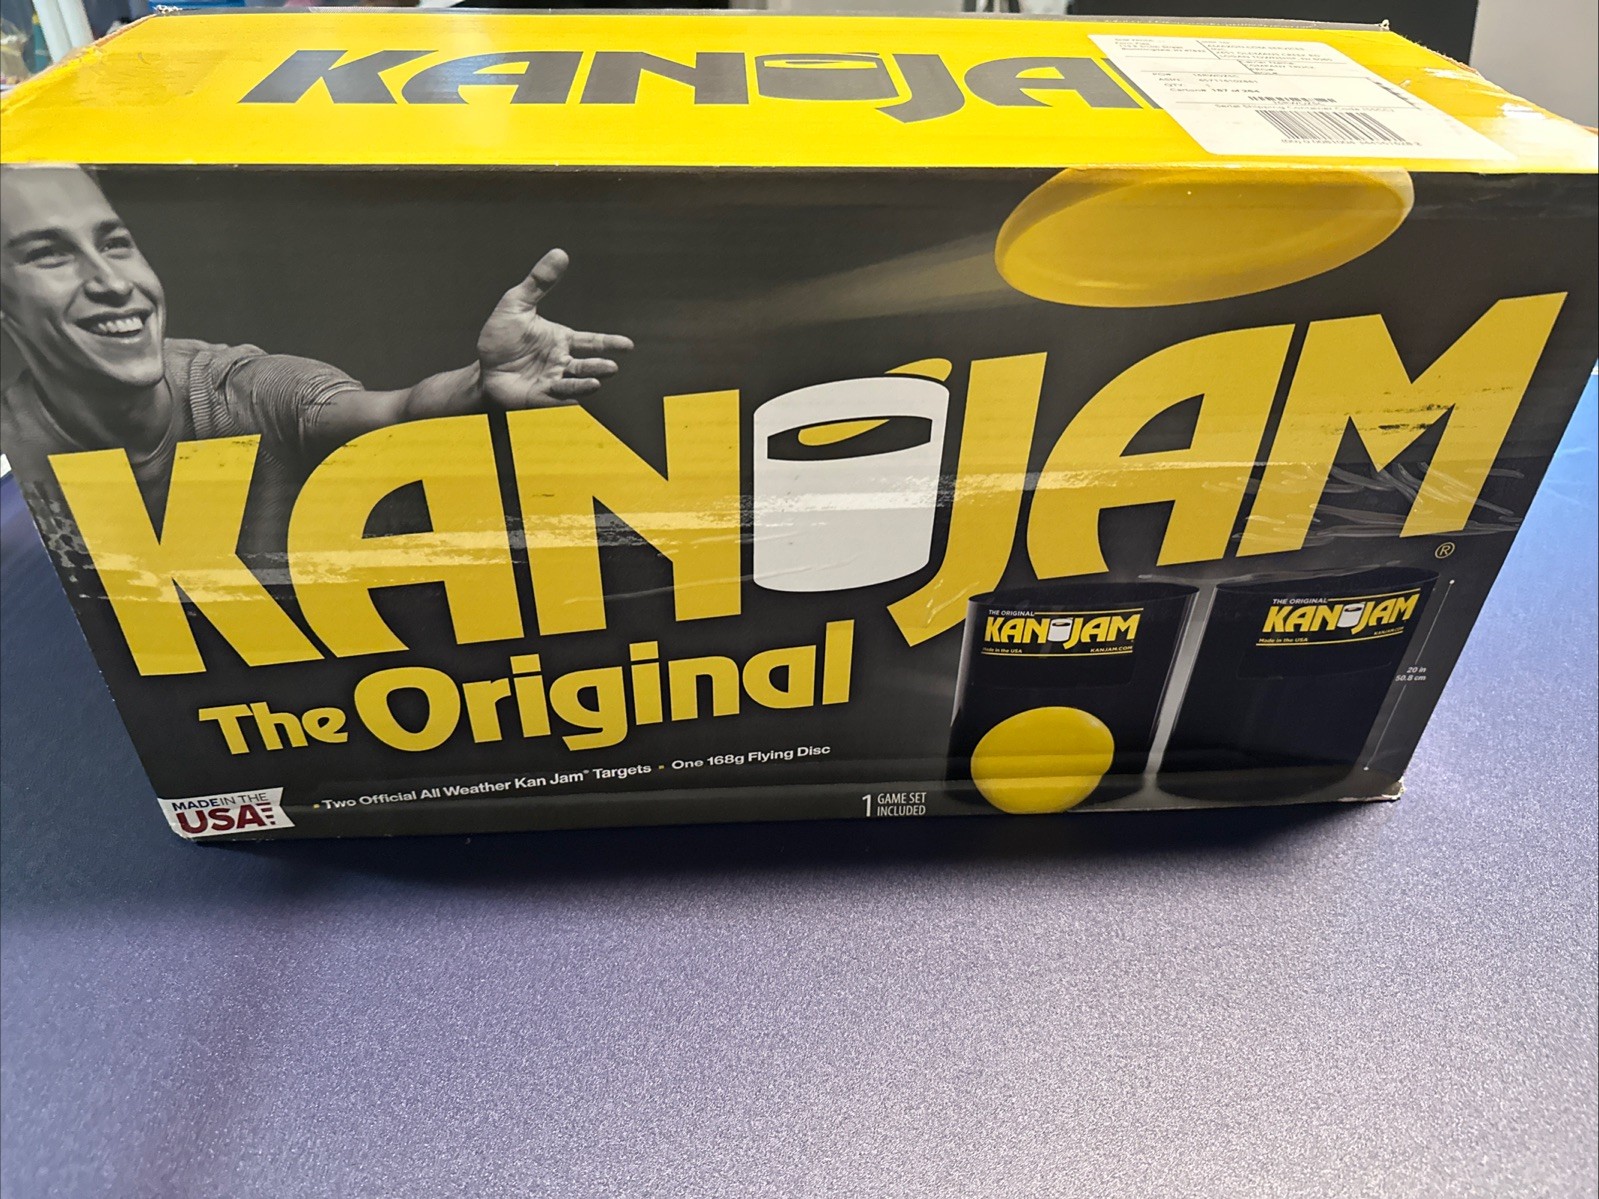 KANJAM
KANJAM
®
The Original
• Two Official All Weather Kan Jam® Targets • One 168g Flying Disc
MADE IN THE
USA
1 GAME SET
INCLUDED
THE ORIGINAL
KANJAM
Made in the USA
KANJAM.COM
THE ORIGINAL
KANJAM
Made in the USA
KANJAM.COM
20 in
50.8 cm